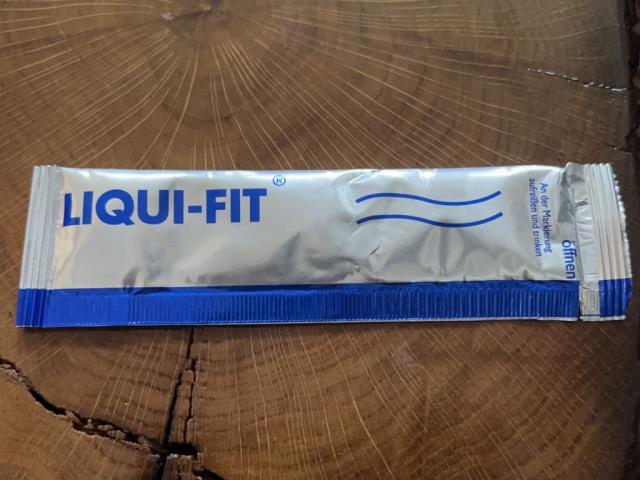 LIQUI-FIT®
An der Markierung
aufreißen und trinken
öffnen